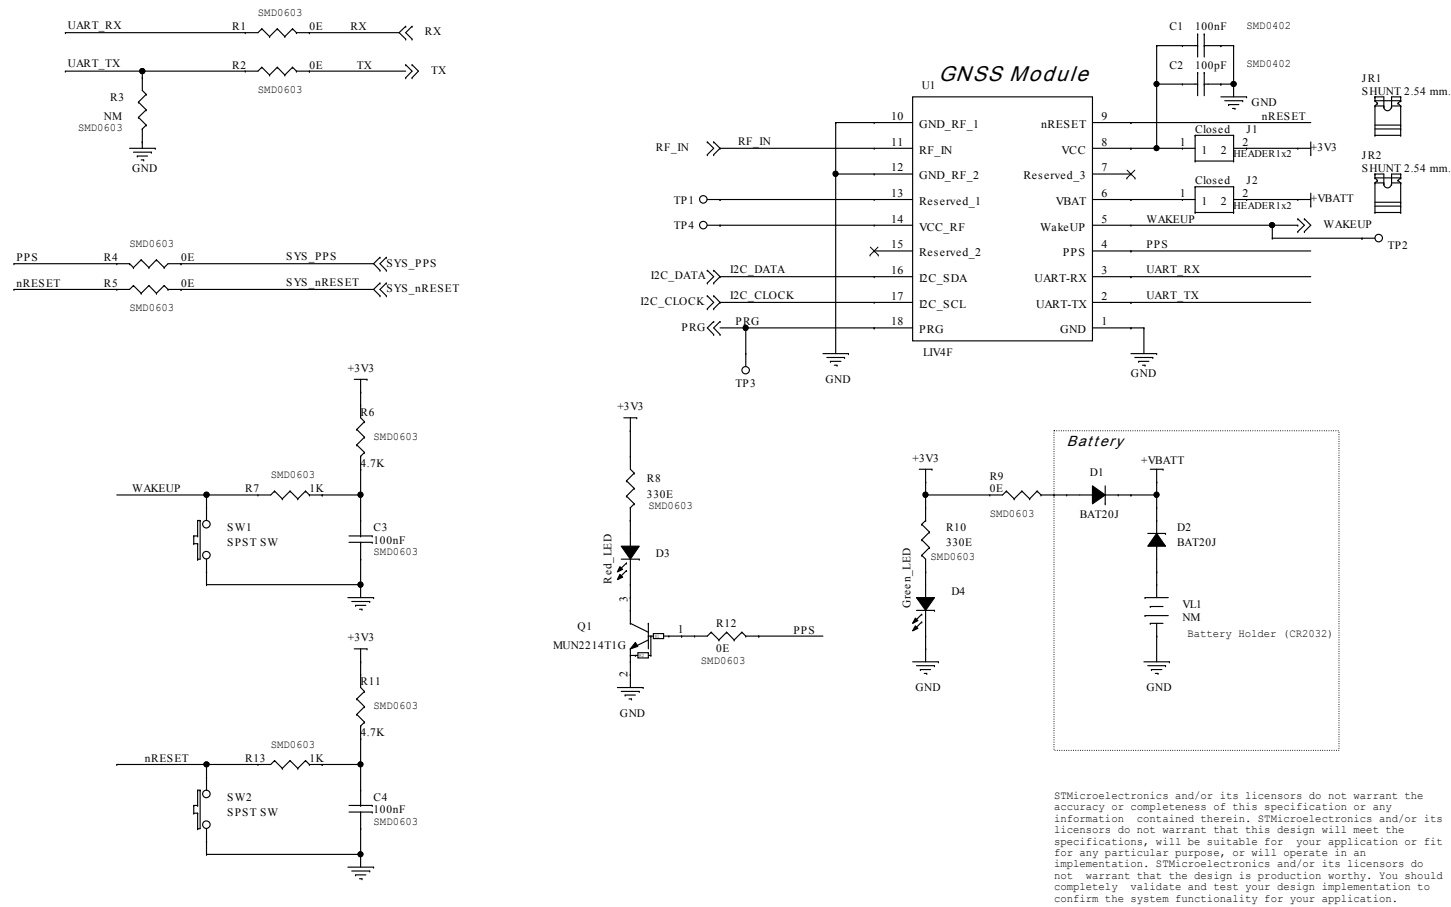 UART_RX
R1
SMD0603
0E
RX
RX
UART_TX
R2
SMD0603
0E
TX
TX
R3
NM
SMD0603
GND
PPS
R4
SMD0603
0E
SYS_PPS
SYS_PPS
nRESET
R5
SMD0603
0E
SYS_nRESET
SYS_nRESET
GNSS Module
U1
C1 100nF SMD0402
C2 100pF SMD0402
GND
10 GND_RF_1
RF_IN RF_IN 11 RF_IN
12 GND_RF_2
TP1 13 Reserved_1
TP4 14 VCC_RF
15 Reserved_2
I2C_DATA I2C_DATA 16 I2C_SDA
I2C_CLOCK I2C_CLOCK 17 I2C_SCL
PRG PRG 18 PRG
TP3
GND
LIV4F
nRESET 9 nRESET
VCC 8
Closed J1
1 1 2 2 HEADER1x2 +3V3
Reserved_3 7
VBAT 6
Closed J2
1 1 2 2 HEADER1x2 +VBATT
WakeUP 5 WAKEUP WAKEUP
TP2
PPS 4 PPS
UART-RX 3 UART_RX
UART-TX 2 UART_TX
GND 1
GND
JR1
SHUNT 2.54 mm.
JR2
SHUNT 2.54 mm.
+3V3
R6
SMD0603
4.7K
WAKEUP
R7
SMD0603
1K
SW1
SPST SW
C3
100nF
SMD0603
+3V3
R11
SMD0603
4.7K
nRESET
R13
SMD0603
1K
SW2
SPST SW
C4
100nF
SMD0603
+3V3
R8
330E
SMD0603
Red_LED
D3
3
Q1
MUN2214T1G
1
R12
0E
SMD0603
PPS
2
GND
+3V3
R9
0E
SMD0603
R10
330E
SMD0603
Green_LED
D4
GND
Battery
D1
BAT20J
+VBATT
D2
BAT20J
VL1
NM
Battery Holder (CR2032)
GND
STMicroelectronics and/or its licensors do not warrant the
accuracy or completeness of this specification or any
information contained therein. STMicroelectronics and/or its
licensors do not warrant that this design will meet the
specifications, will be suitable for your application or fit
for any particular purpose, or will operate in an
implementation. STMicroelectronics and/or its licensors do
not warrant that the design is production worthy. You should
completely validate and test your design implementation to
confirm the system functionality for your application.